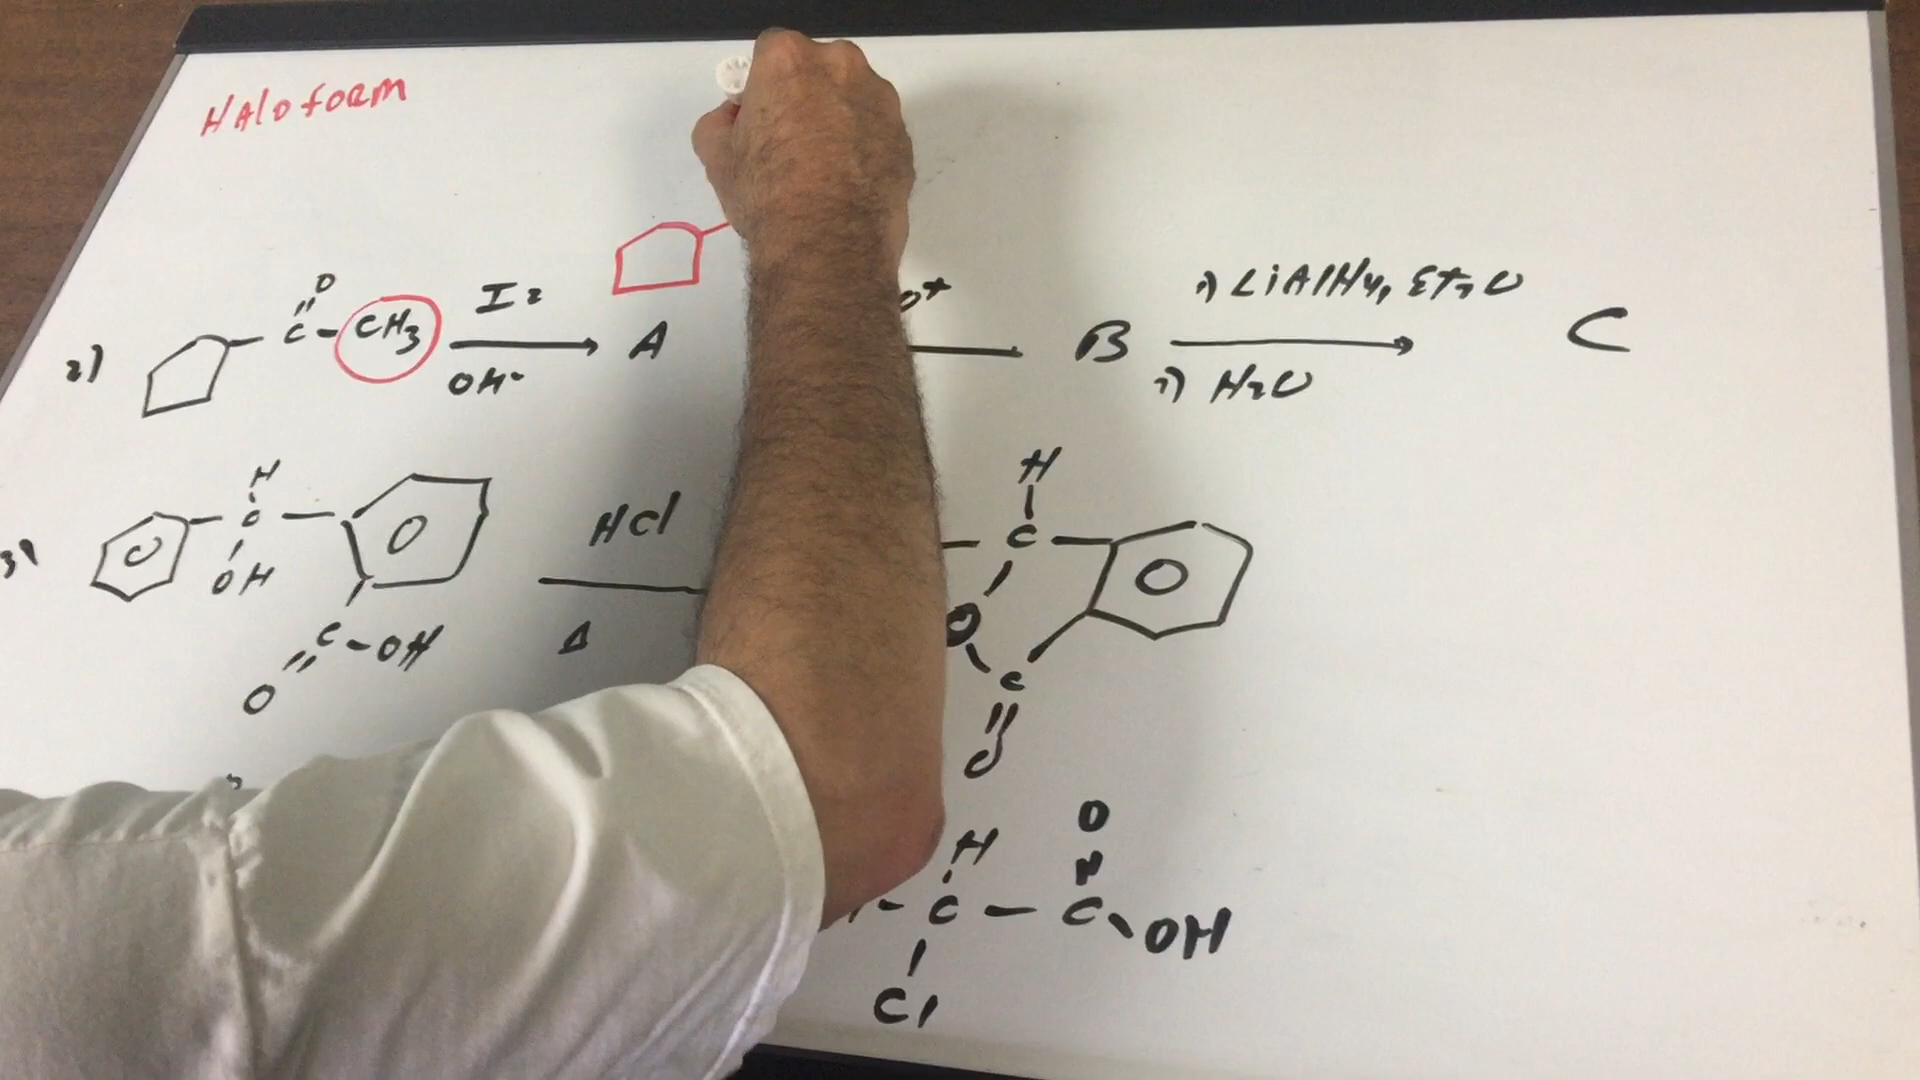 HALOFORM
O
C-CH3
I2
OH-
A
O+
B
1) LiAlH4, Et2O
2) H2O
C
2)
3)
H
C
OH
O
C-OH
O
HCl
Δ
H
C
O
O
C
O
H
C
Cl
O
C
OH